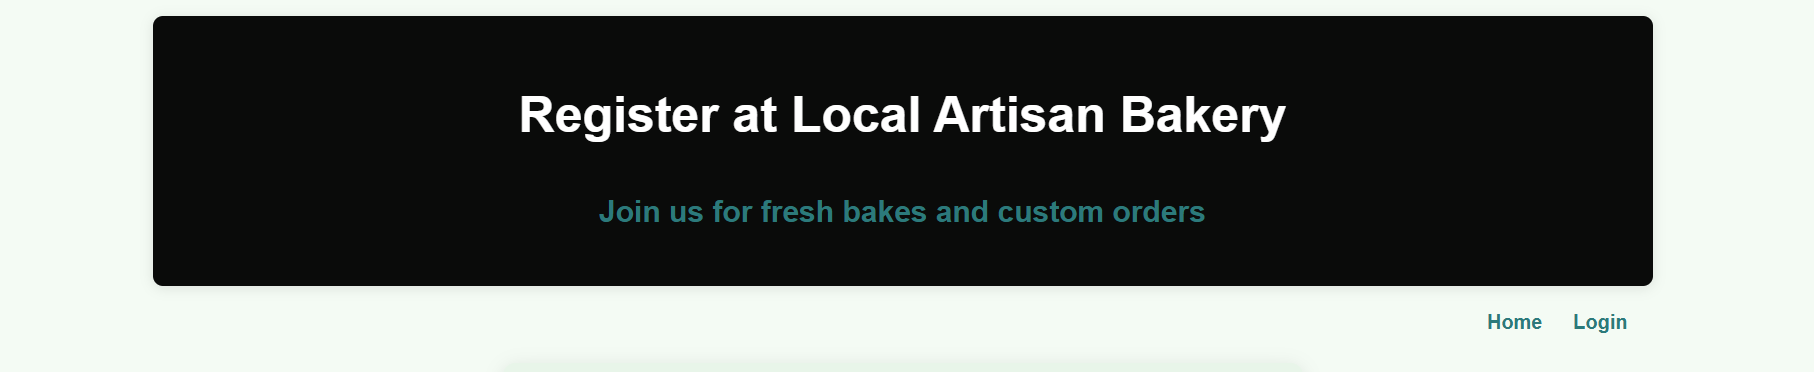 Register at Local Artisan Bakery
Join us for fresh bakes and custom orders
Home Login